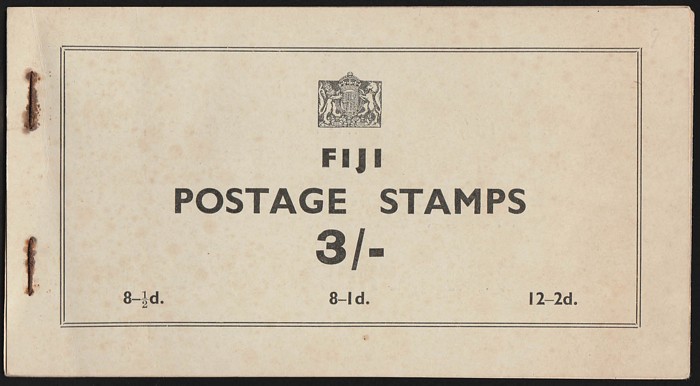 FIJI
POSTAGE STAMPS
3/-
8–½d. 8–1d. 12–2d.